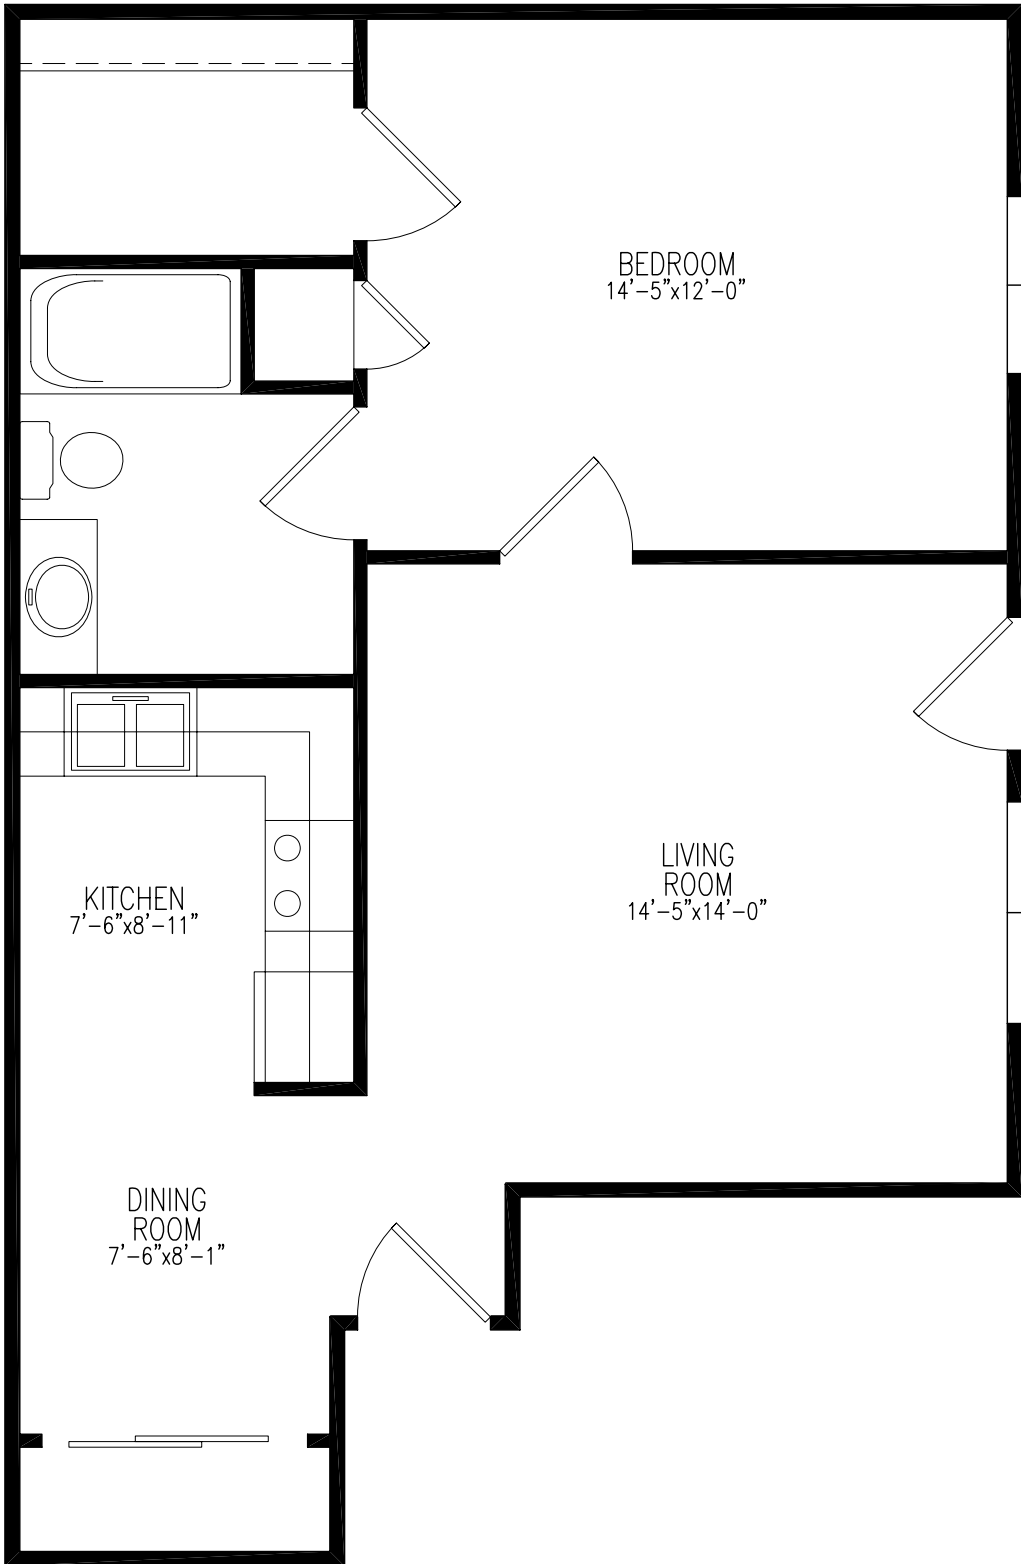 BEDROOM
14'-5"x12'-0"
LIVING
ROOM
14'-5"x14'-0"
KITCHEN
7'-6"x8'-11"
DINING
ROOM
7'-6"x8'-1"